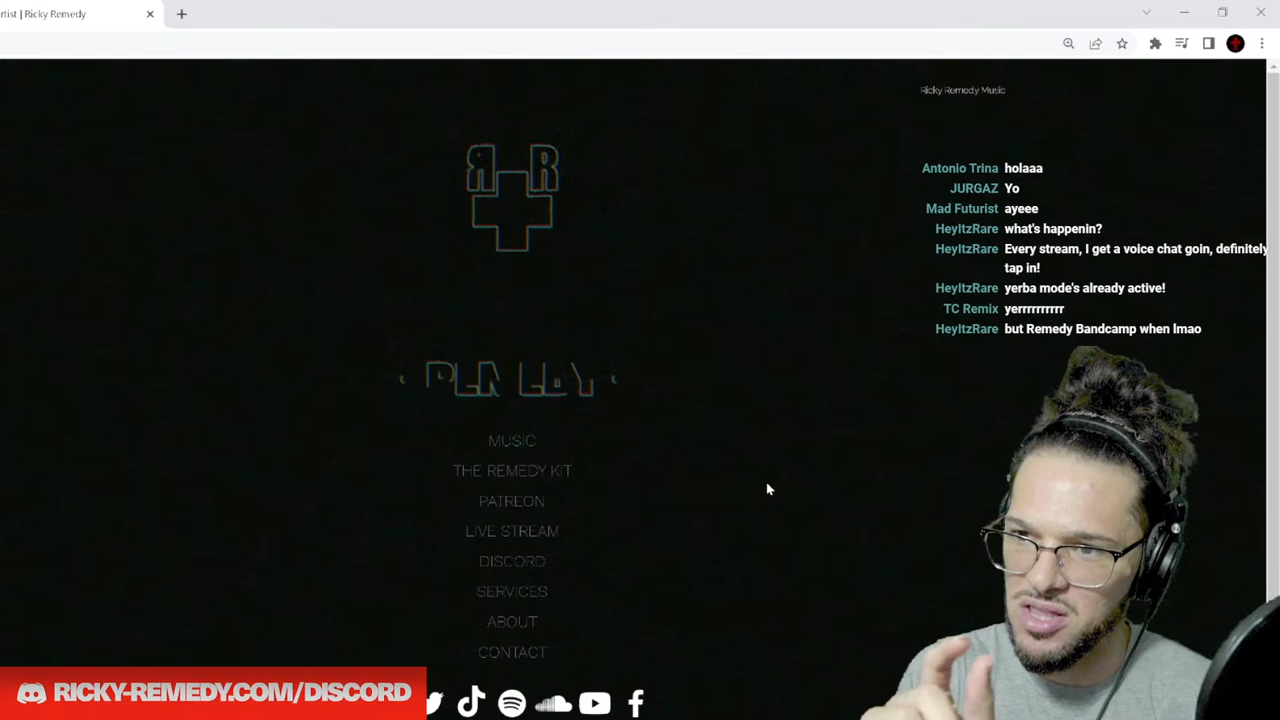 rtist | Ricky Remedy
Ricky Remedy Music
RR
Antonio Trina holaaa
JURGAZ Yo
Mad Futurist ayeee
HeyItzRare what's happenin?
HeyItzRare Every stream, I get a voice chat goin, definitely
tap in!
HeyItzRare yerba mode's already active!
TC Remix yerrrrrrrrr
HeyItzRare but Remedy Bandcamp when lmao
MUSIC
THE REMEDY KIT
PATREON
LIVE STREAM
DISCORD
SERVICES
ABOUT
CONTACT
RICKY-REMEDY.COM/DISCORD